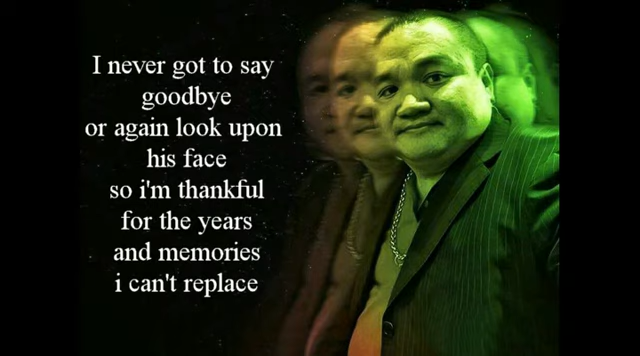 I never got to say
goodbye
or again look upon
his face
so i'm thankful
for the years
and memories
i can't replace